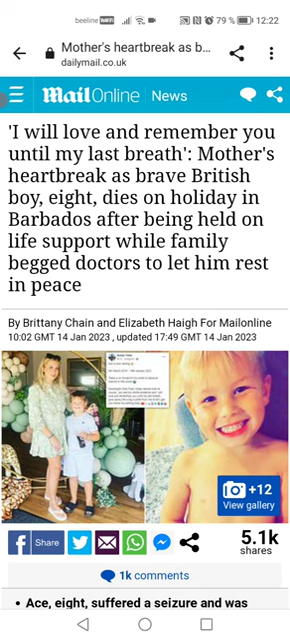 beeline 79 % 12:22
Mother's heartbreak as b...
dailymail.co.uk
Mail Online News
'I will love and remember you
until my last breath': Mother's
heartbreak as brave British
boy, eight, dies on holiday in
Barbados after being held on
life support while family
begged doctors to let him rest
in peace
By Brittany Chain and Elizabeth Haigh For Mailonline
10:02 GMT 14 Jan 2023 , updated 17:49 GMT 14 Jan 2023
+12
View gallery
f Share
5.1k
shares
1k comments
• Ace, eight, suffered a seizure and was